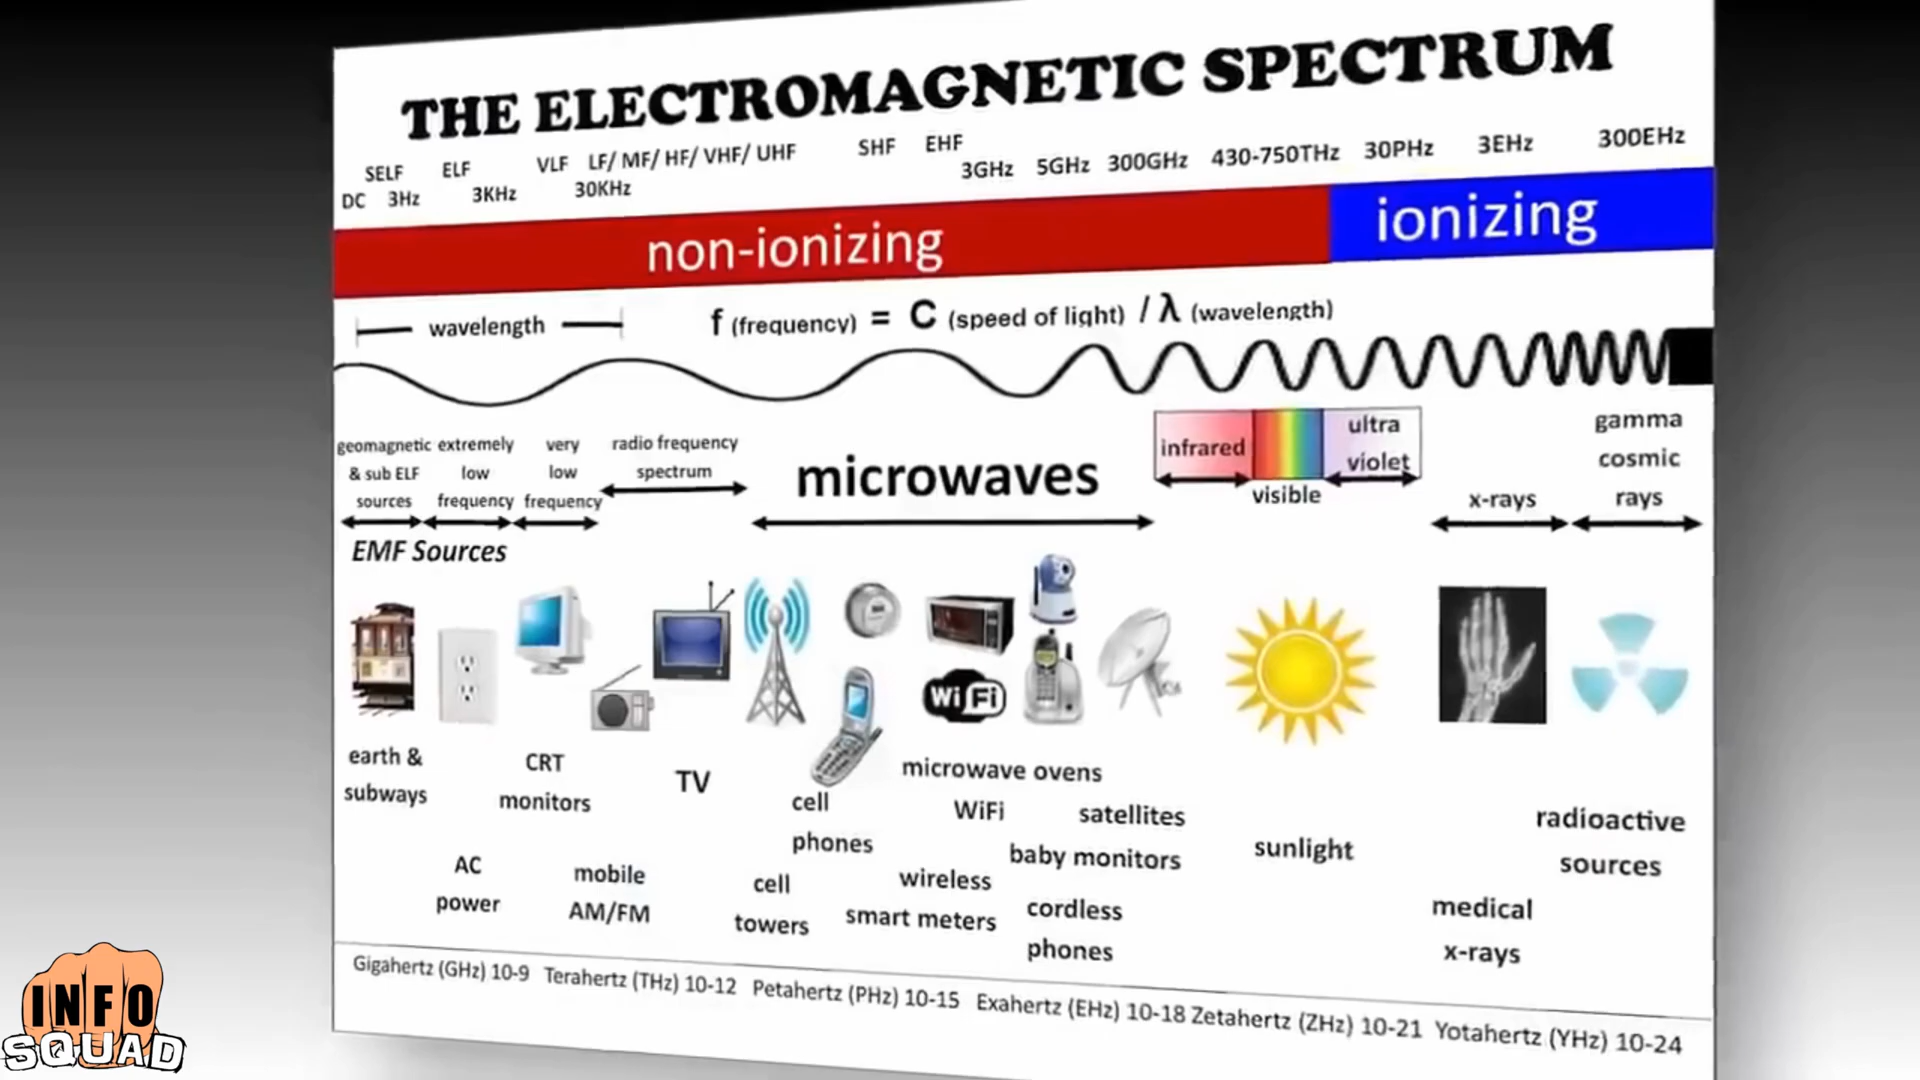 THE ELECTROMAGNETIC SPECTRUM
SELF ELF VLF LF/ MF/ HF/ VHF/ UHF SHF EHF
DC 3Hz 3KHz 30KHz 3GHz 5GHz 300GHz 430-750THz 30PHz 3EHz 300EHz
non-ionizing ionizing
wavelength f (frequency) = C (speed of light) / λ (wavelength)
geomagnetic
& sub ELF
sources
extremely
low
frequency
very
low
frequency
radio frequency
spectrum
microwaves
infrared
visible
ultra
violet
x-rays
gamma
cosmic
rays
EMF Sources
WiFi
earth &
subways
AC
power
CRT
monitors
mobile
AM/FM
TV
cell
phones
cell
towers
microwave ovens
WiFi
wireless
smart meters
satellites
baby monitors
cordless
phones
sunlight
medical
x-rays
radioactive
sources
Gigahertz (GHz) 10-9 Terahertz (THz) 10-12 Petahertz (PHz) 10-15 Exahertz (EHz) 10-18 Zetahertz (ZHz) 10-21 Yotahertz (YHz) 10-24
INFO
SQUAD